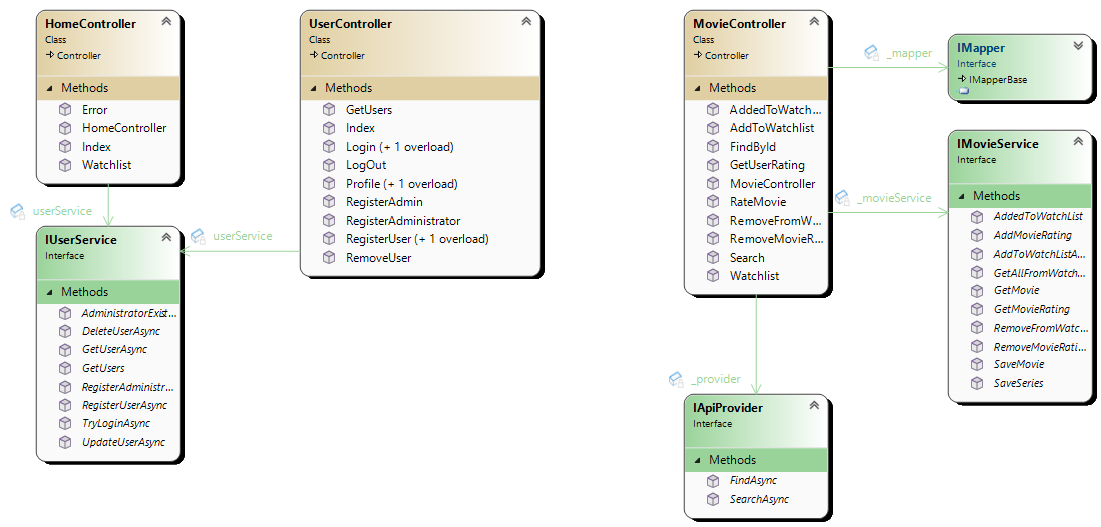 HomeController
Class
Controller
Methods
Error
HomeController
Index
Watchlist
userService
IUserService
Interface
Methods
AdministratorExist...
DeleteUserAsync
GetUserAsync
GetUsers
RegisterAdministr...
RegisterUserAsync
TryLoginAsync
UpdateUserAsync
UserController
Class
Controller
Methods
GetUsers
Index
Login (+ 1 overload)
LogOut
Profile (+ 1 overload)
RegisterAdmin
RegisterAdministrator
RegisterUser (+ 1 overload)
RemoveUser
userService
MovieController
Class
Controller
Methods
AddedToWatch...
AddToWatchlist
FindById
GetUserRating
MovieController
RateMovie
RemoveFromW...
RemoveMovieR...
Search
Watchlist
_mapper
IMapper
Interface
IMapperBase
_movieService
IMovieService
Interface
Methods
AddedToWatchList
AddMovieRating
AddToWatchListA...
GetAllFromWatch...
GetMovie
GetMovieRating
RemoveFromWatc...
RemoveMovieRati...
SaveMovie
SaveSeries
_provider
IApiProvider
Interface
Methods
FindAsync
SearchAsync